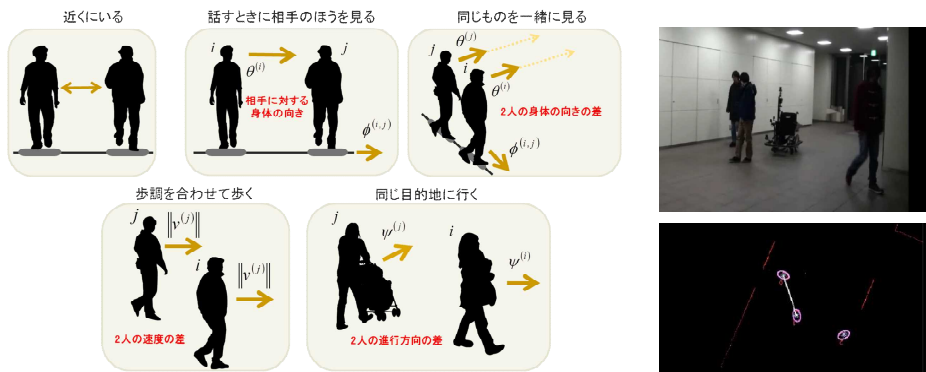 近くにいる
話すときに相手のほうを見る
同じものを一緒に見る
i
j
θ⁽ⁱ⁾
相手に対する
身体の向き
ϕ⁽ⁱ,ʲ⁾
j
θ⁽ʲ⁾
i
θ⁽ⁱ⁾
2人の身体の向きの差
ϕ⁽ⁱ,ʲ⁾
歩調を合わせて歩く
同じ目的地に行く
j
‖v⁽ʲ⁾‖
i
‖v⁽ʲ⁾‖
2人の速度の差
j
ψ⁽ʲ⁾
i
ψ⁽ⁱ⁾
2人の進行方向の差